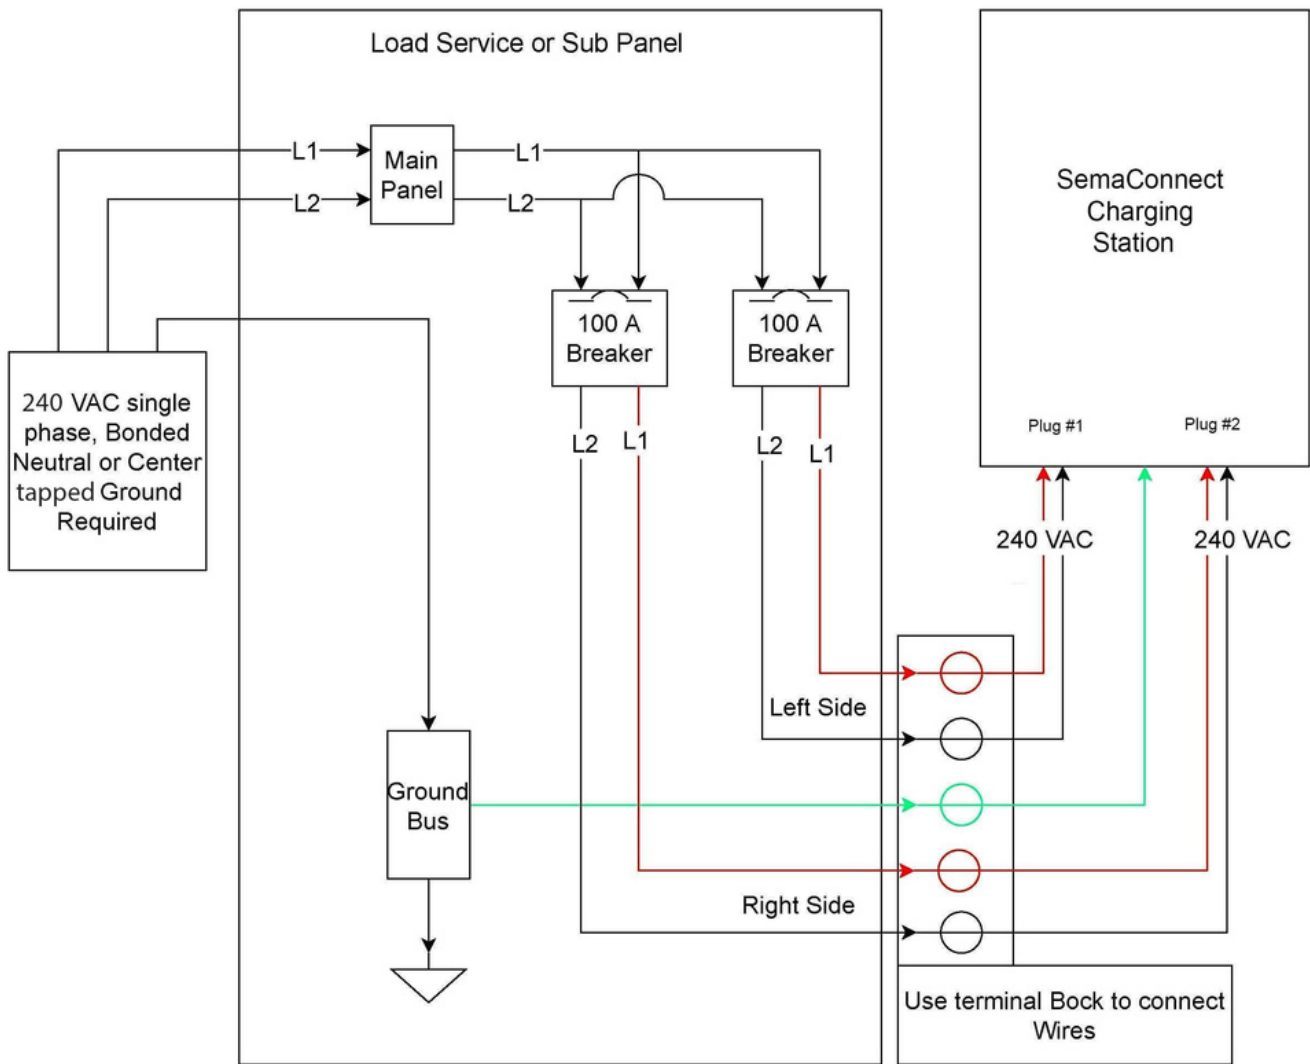 Load Service or Sub Panel
L1
Main
Panel
L1
L2
L2
SemaConnect
Charging
Station
100 A
Breaker
100 A
Breaker
240 VAC single
phase, Bonded
Neutral or Center
tapped Ground
Required
L2
L1
L2
L1
Plug #1
Plug #2
240 VAC
240 VAC
Left Side
Ground
Bus
Right Side
Use terminal Bock to connect
Wires